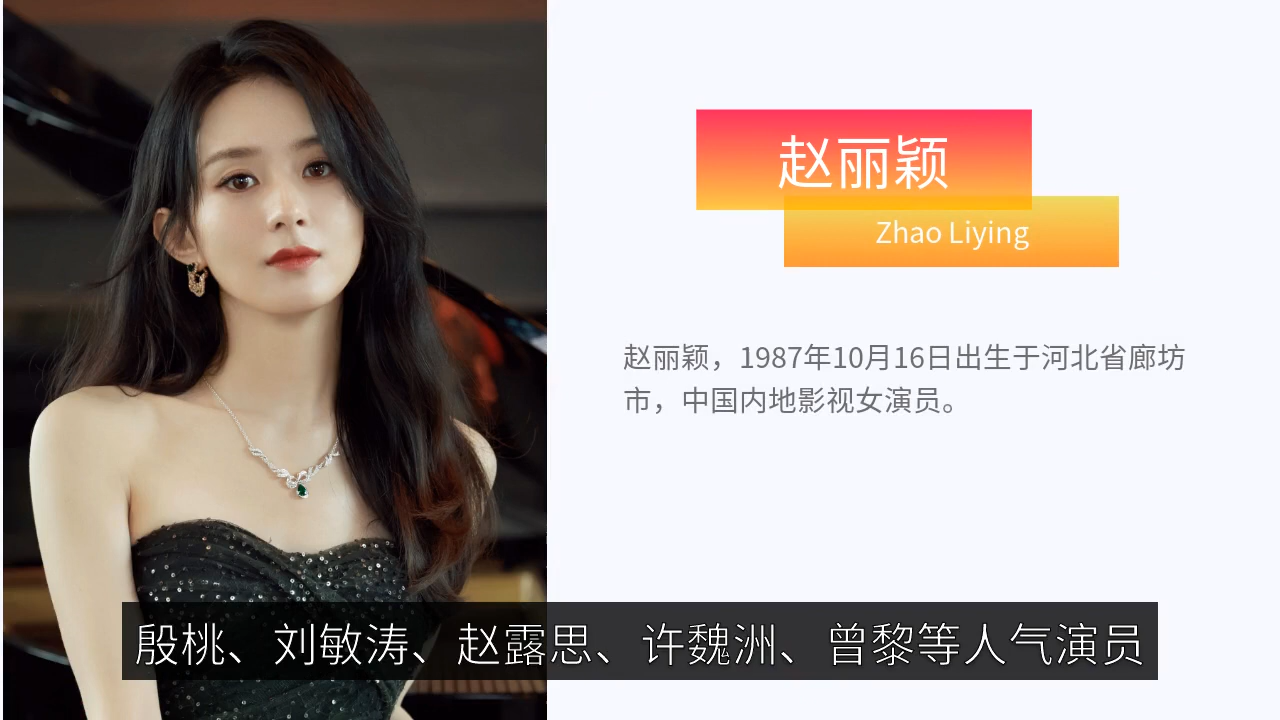 赵丽颖
Zhao Liying
赵丽颖，1987年10月16日出生于河北省廊坊
市，中国内地影视女演员。
殷桃、刘敏涛、赵露思、许魏洲、曾黎等人气演员